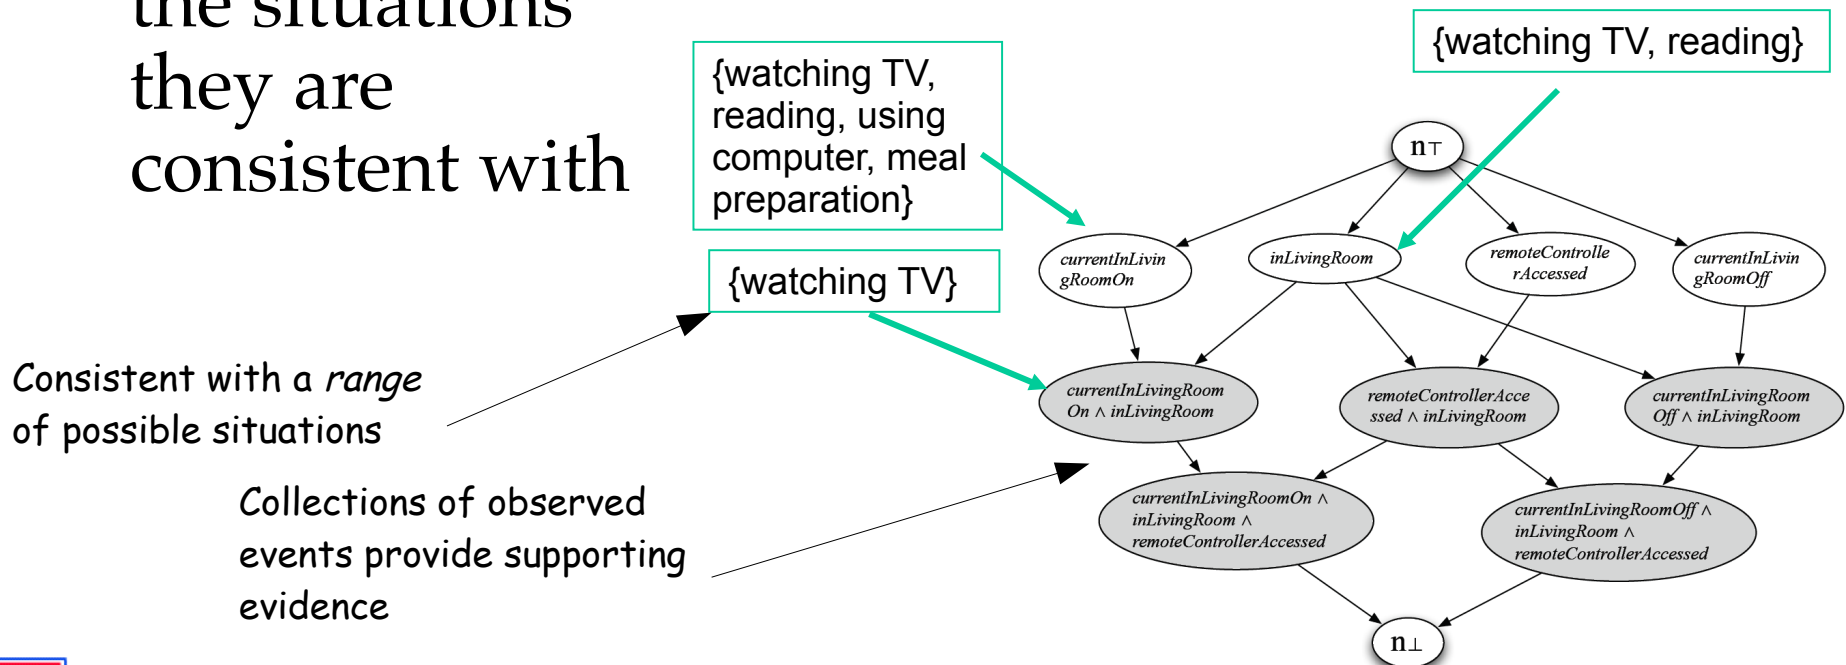 the situations
they are
consistent with
{watching TV,
reading, using
computer, meal
preparation}
{watching TV, reading}
{watching TV}
Consistent with a range
of possible situations
Collections of observed
events provide supporting
evidence
n⊤
currentInLivin
gRoomOn
inLivingRoom
remoteControlle
rAccessed
currentInLivin
gRoomOff
currentInLivingRoom
On ∧ inLivingRoom
remoteControllerAcce
ssed ∧ inLivingRoom
currentInLivingRoom
Off ∧ inLivingRoom
currentInLivingRoomOn ∧
inLivingRoom ∧
remoteControllerAccessed
currentInLivingRoomOff ∧
inLivingRoom ∧
remoteControllerAccessed
n⊥